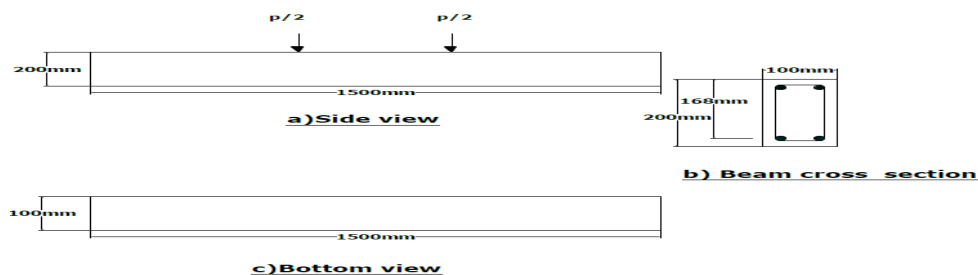 p/2 p/2
200mm
1500mm
a)Side view
100mm
168mm
200mm
b) Beam cross section
100mm
1500mm
c)Bottom view